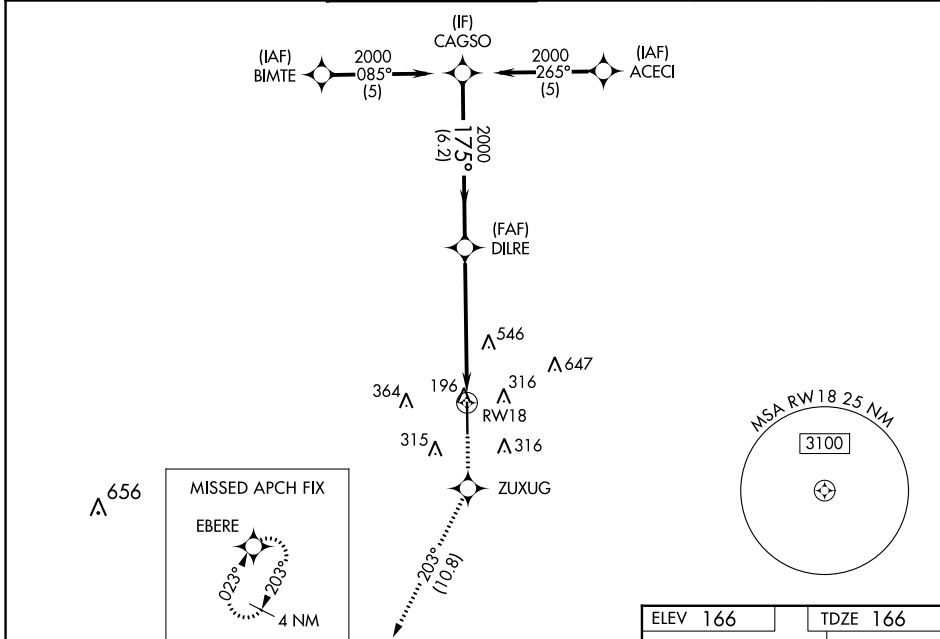 (IF)
CAGSO
(IAF)
BIMTE
2000
085°
(5)
2000
265°
(5)
(IAF)
ACECI
2000
175°
(6.2)
(FAF)
DILRE
546
647
364
196
316
RW18
315
316
ZUXUG
656
203°
(10.8)
MISSED APCH FIX
EBERE
023°
203°
4 NM
MSA RW18 25 NM
3100
ELEV 166
TDZE 166